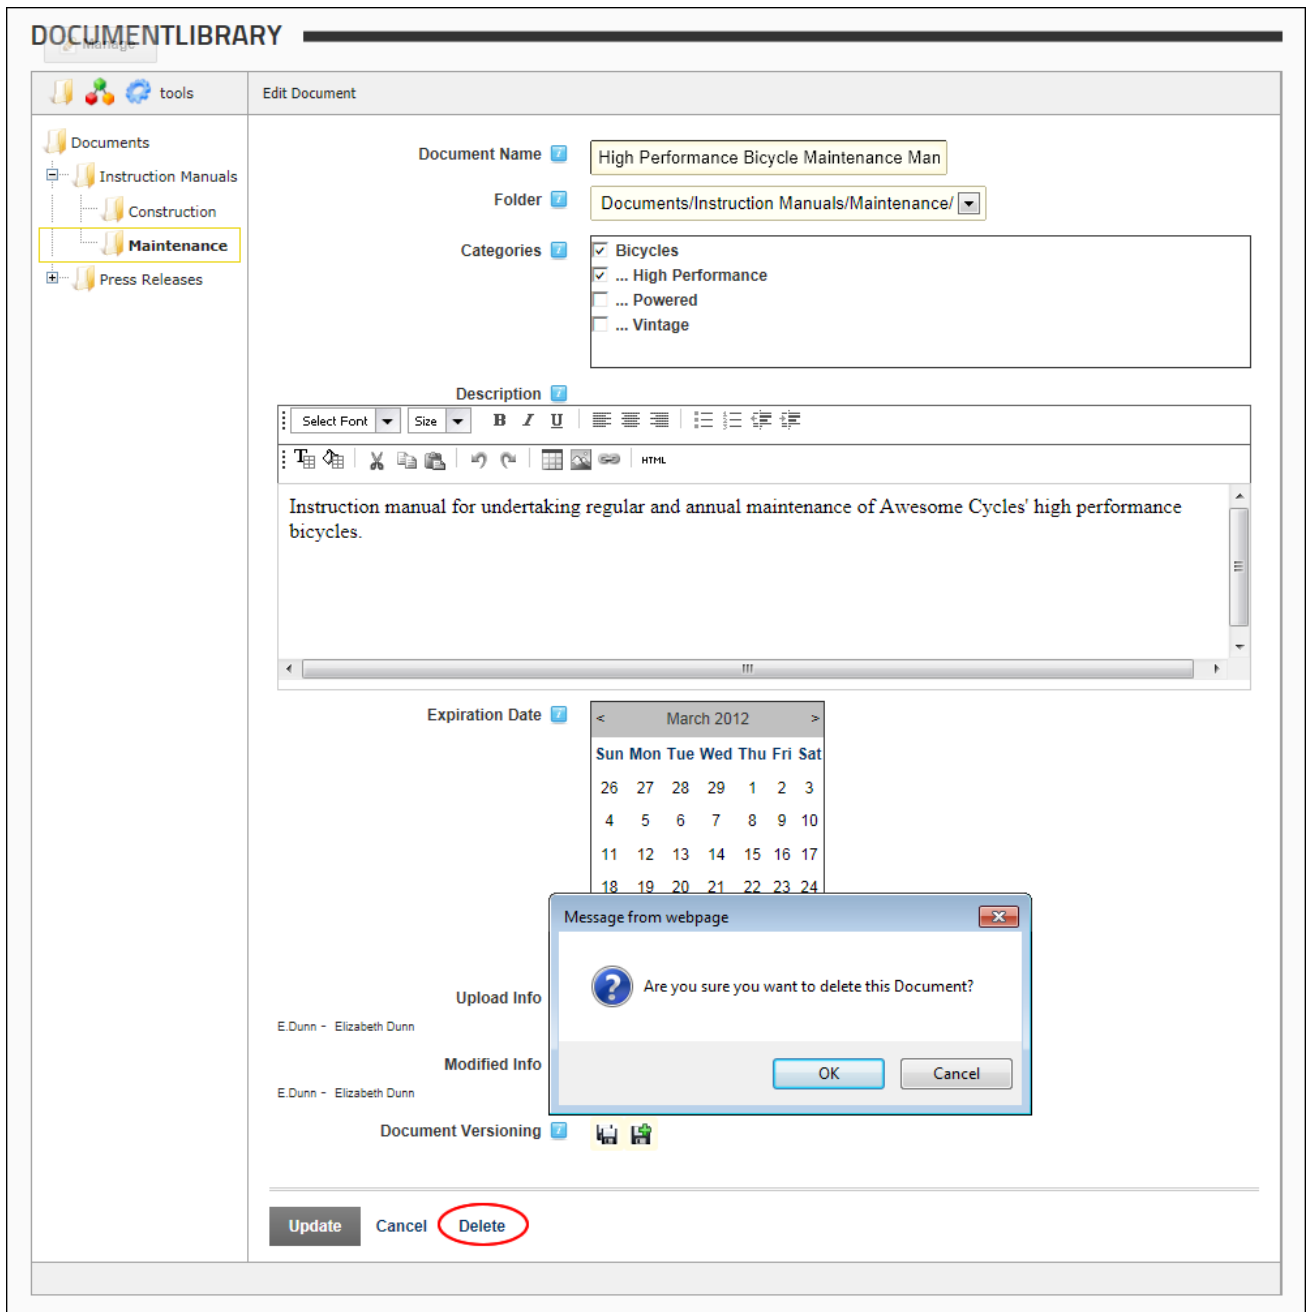 DOCUMENTLIBRARY
Manage
tools
Edit Document
Documents
Instruction Manuals
Construction
Maintenance
Press Releases
Document Name
High Performance Bicycle Maintenance Man
Folder
Documents/Instruction Manuals/Maintenance/
Categories
Bicycles
... High Performance
... Powered
... Vintage
Description
Select Font Size B I U
HTML
Instruction manual for undertaking regular and annual maintenance of Awesome Cycles' high performance
bicycles.
Expiration Date
< March 2012 >
Sun Mon Tue Wed Thu Fri Sat
26 27 28 29 1 2 3
4 5 6 7 8 9 10
11 12 13 14 15 16 17
18 19 20 21 22 23 24
Message from webpage
Are you sure you want to delete this Document?
OK Cancel
Upload Info
E.Dunn - Elizabeth Dunn
Modified Info
E.Dunn - Elizabeth Dunn
Document Versioning
Update Cancel Delete